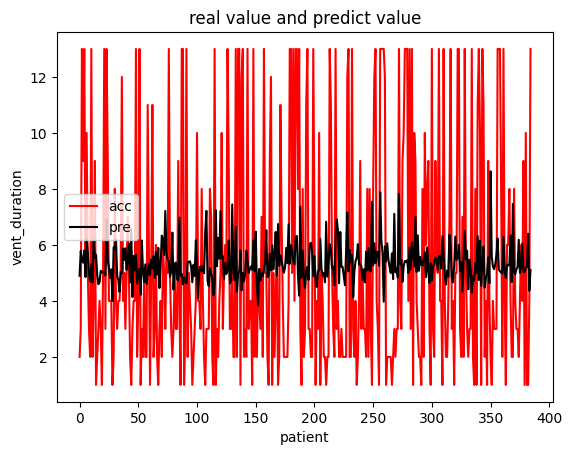 real value and predict value
vent_duration
12
10
8
6
4
2
acc
pre
0 50 100 150 200 250 300 350 400
patient